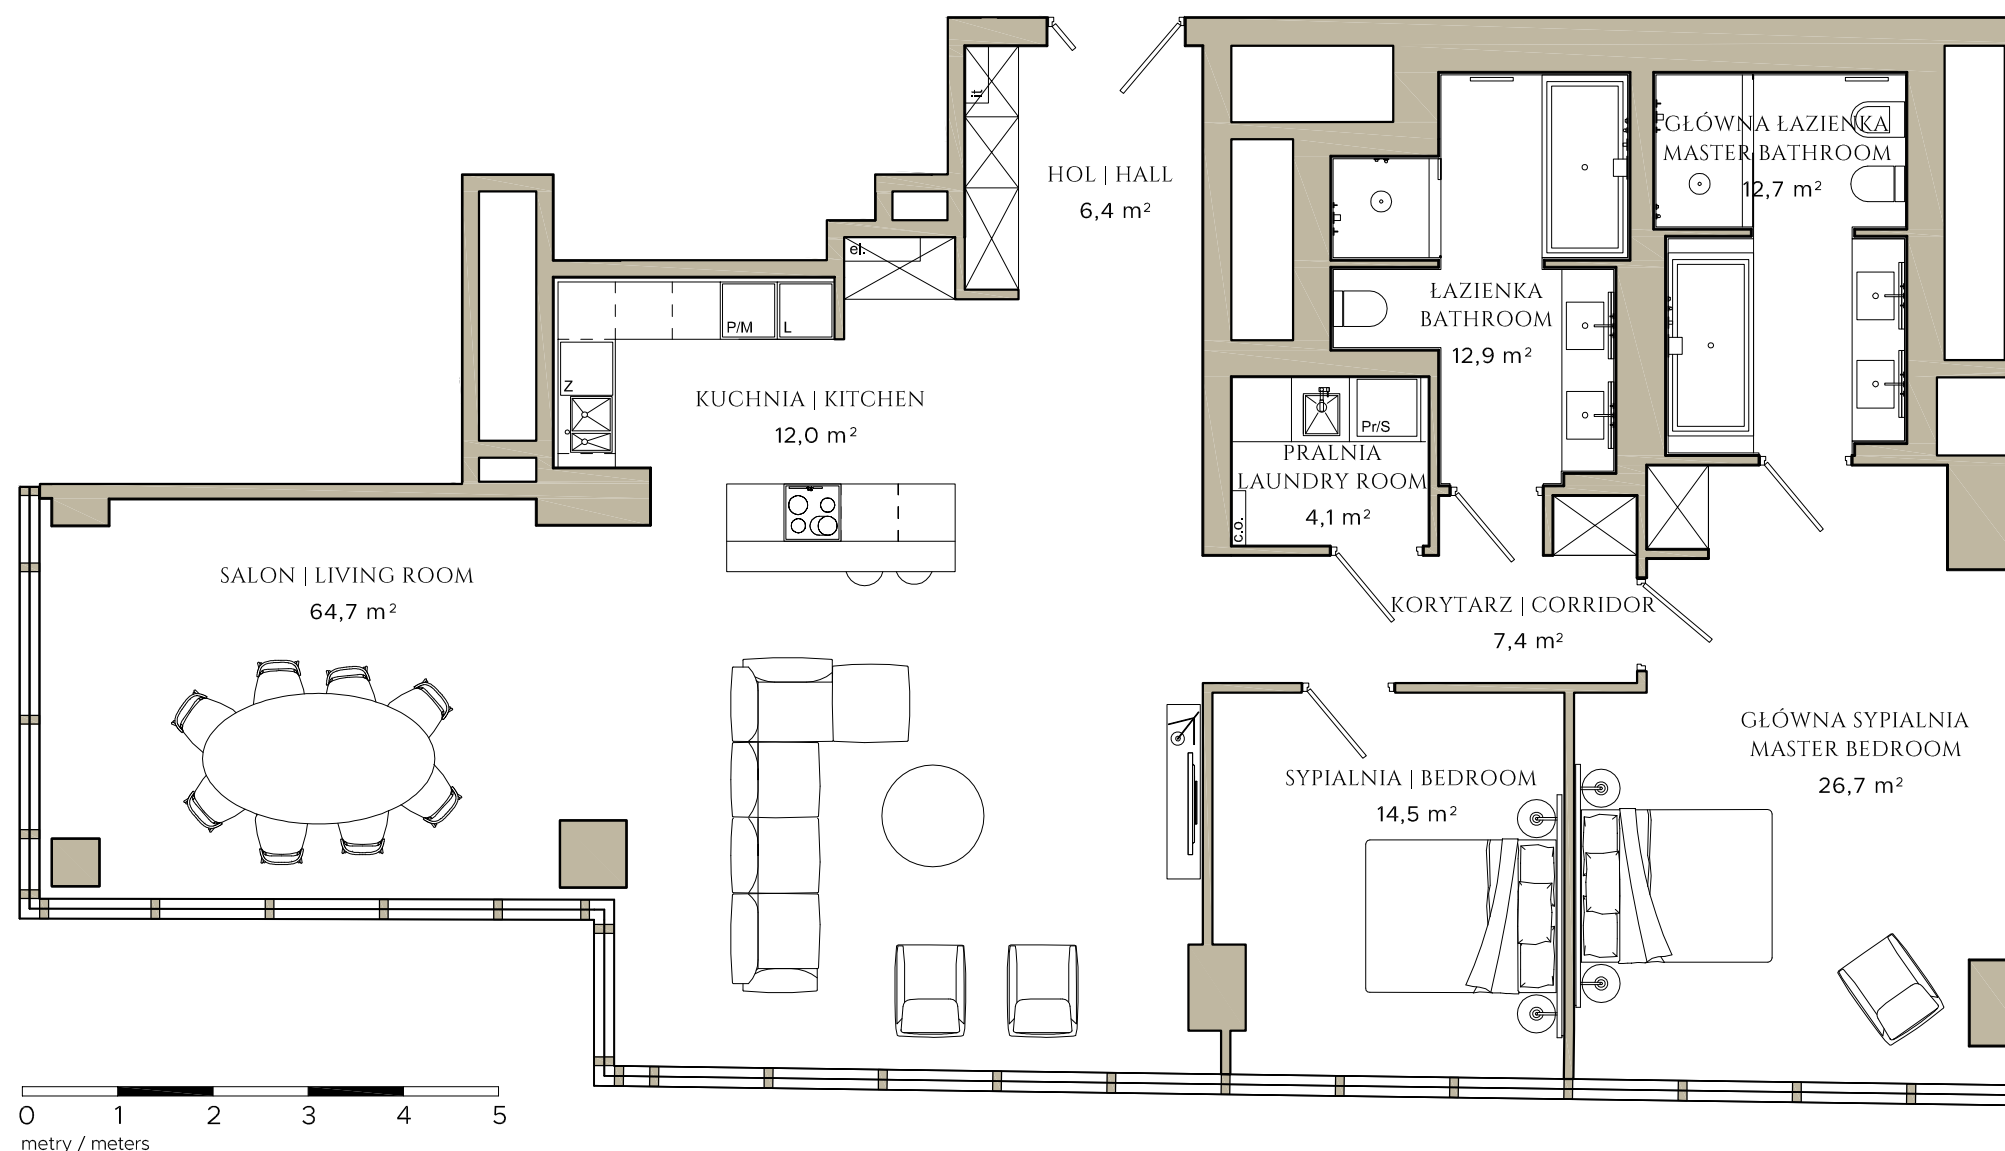 it
HOL | HALL
6,4 m²
GŁÓWNA ŁAZIENKA
MASTER BATHROOM
12,7 m²
el.
ŁAZIENKA
BATHROOM
12,9 m²
P/M
L
Z
KUCHNIA | KITCHEN
12,0 m²
Pr/S
PRALNIA
LAUNDRY ROOM
4,1 m²
c.o.
SALON | LIVING ROOM
64,7 m²
KORYTARZ | CORRIDOR
7,4 m²
GŁÓWNA SYPIALNIA
MASTER BEDROOM
26,7 m²
SYPIALNIA | BEDROOM
14,5 m²
0 1 2 3 4 5
metry / meters